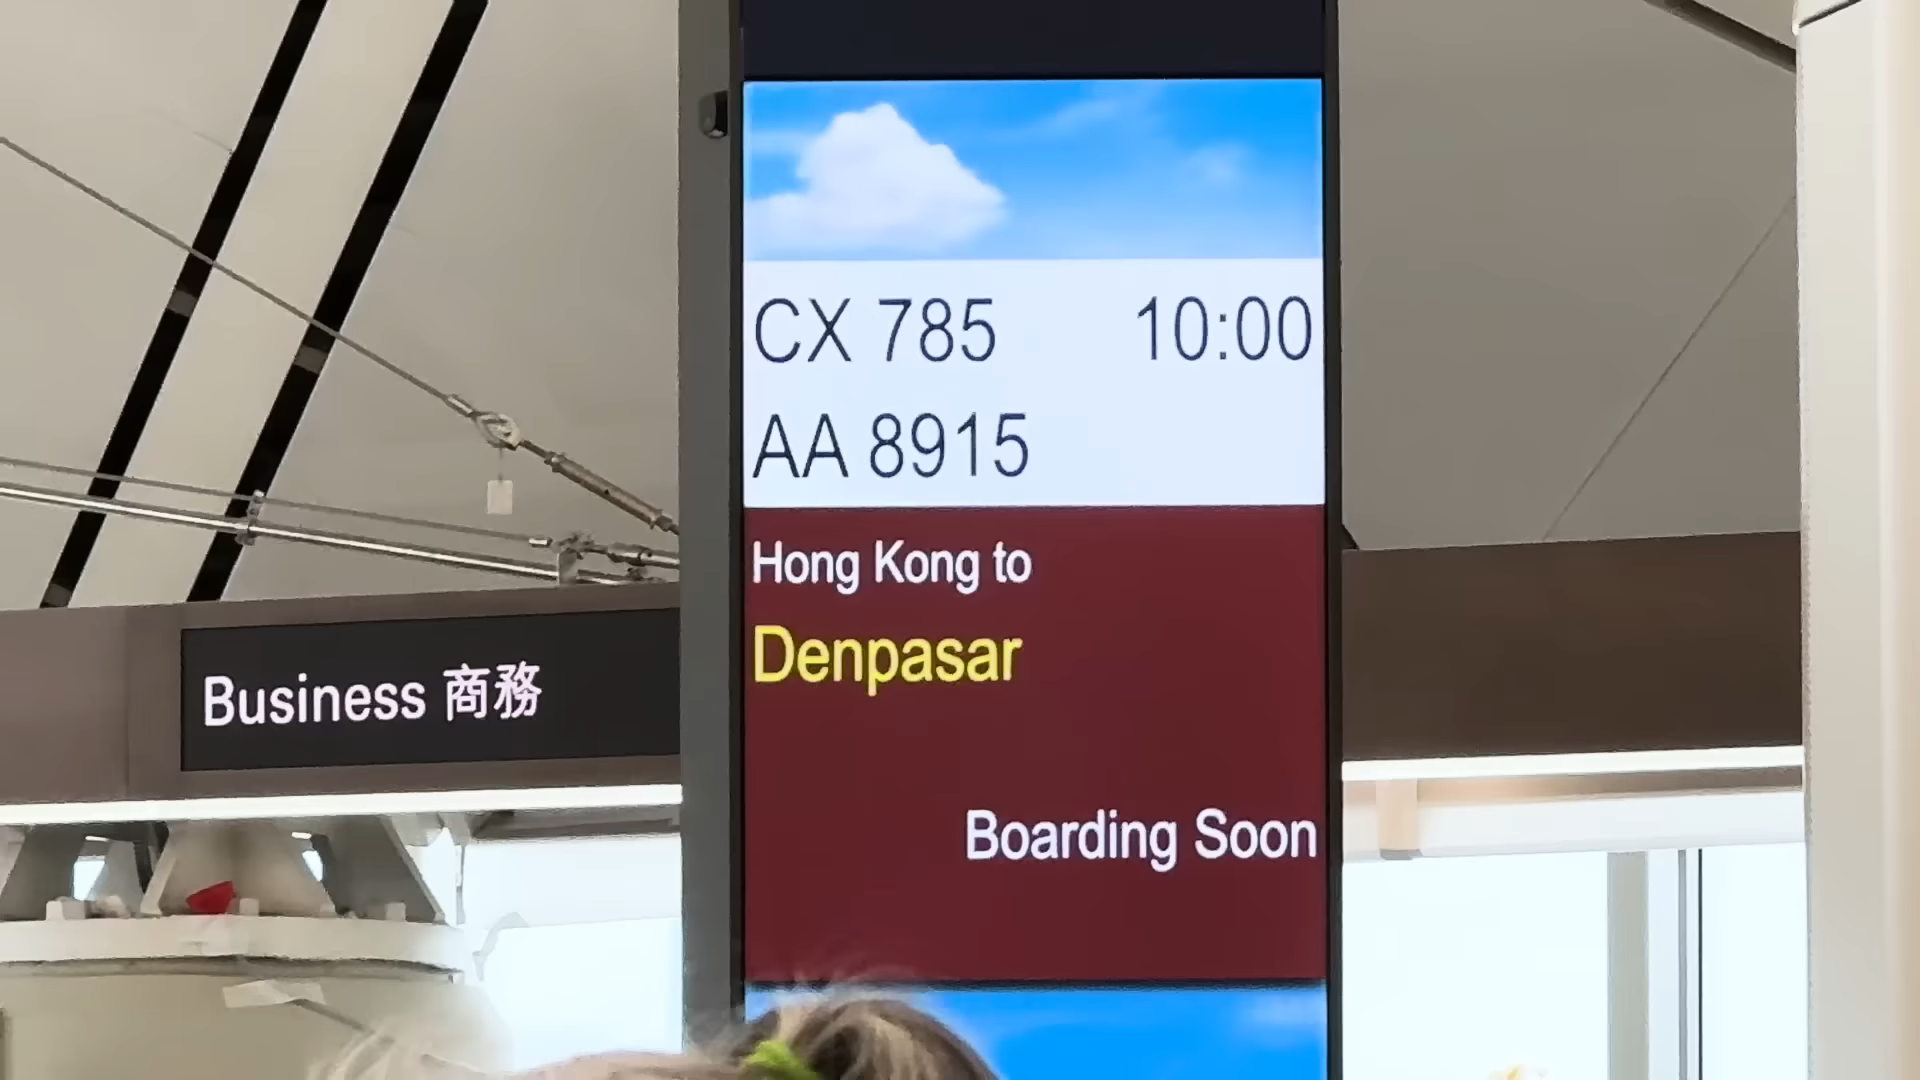 CX 785 10:00
AA 8915
Hong Kong to
Denpasar
Boarding Soon
Business 商務